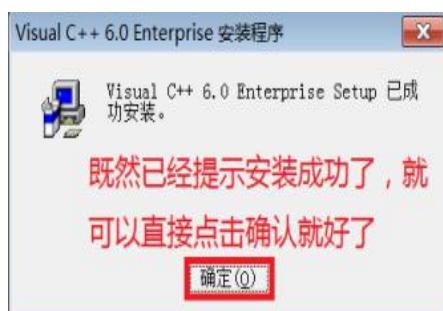 Visual C++ 6.0 Enterprise 安装程序
Visual C++ 6.0 Enterprise Setup 已成
功安装。
既然已经提示安装成功了，就
可以直接点击确认就好了
确定(O)